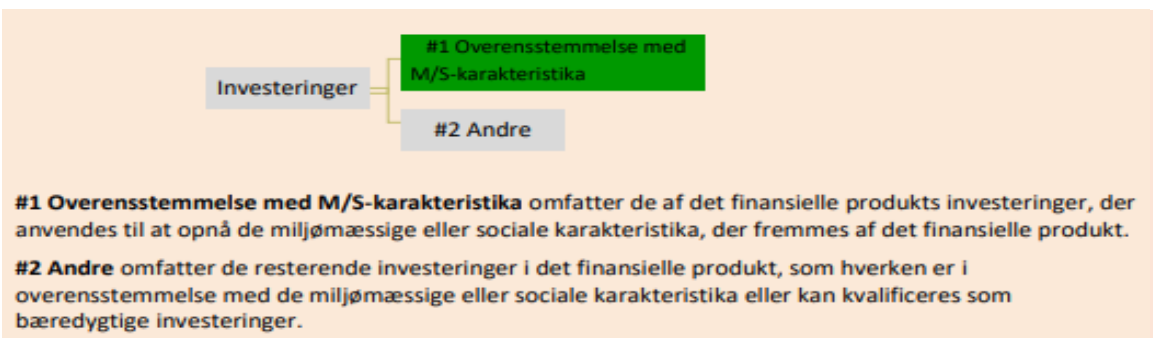 #1 Overensstemmelse med
M/S-karakteristika
Investeringer
#2 Andre
#1 Overensstemmelse med M/S-karakteristika omfatter de af det finansielle produkts investeringer, der
anvendes til at opnå de miljømæssige eller sociale karakteristika, der fremmes af det finansielle produkt.
#2 Andre omfatter de resterende investeringer i det finansielle produkt, som hverken er i
overensstemmelse med de miljømæssige eller sociale karakteristika eller kan kvalificeres som
bæredygtige investeringer.